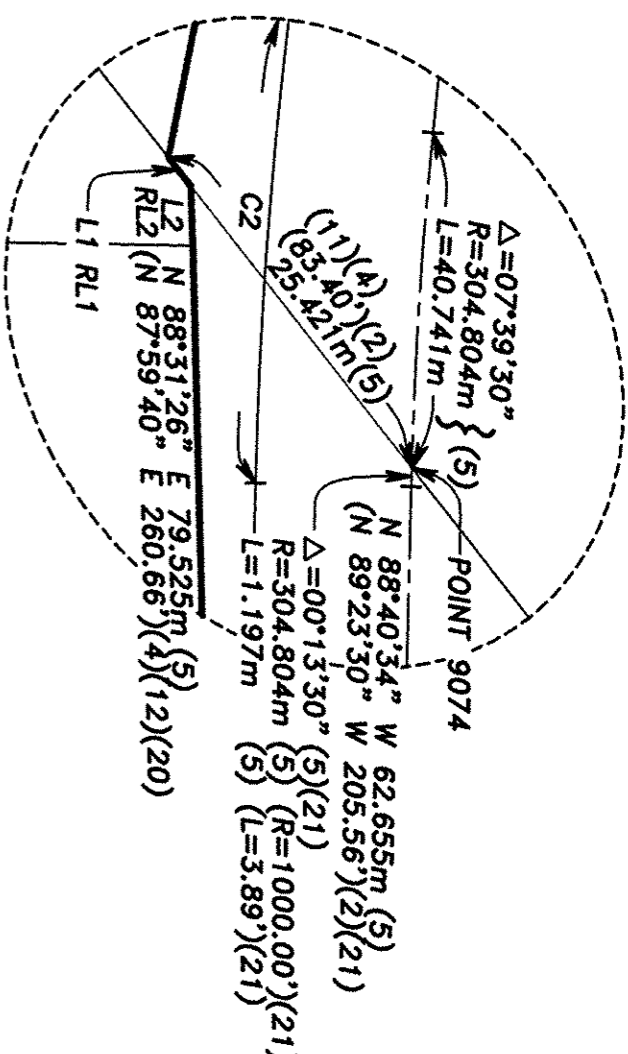 △=07°39'30"
R=304.804m } (5)
L=40.741m
POINT 9074
N 88°40'34" W 62.655m (5)
(N 89°23'30" W 205.56')(2)(21)
(11)(4)
(83.40')(2)
25.421m(5)
C2
△=00°13'30" (5)(21)
R=304.804m (5) (R=1000.00')(21)
L=1.197m (5) (L=3.89')(21)
L2 N 88°31'26" E 79.525m (5)
RL2 (N 87°59'40" E 260.66')(4)(12)(20)
L1 RL1